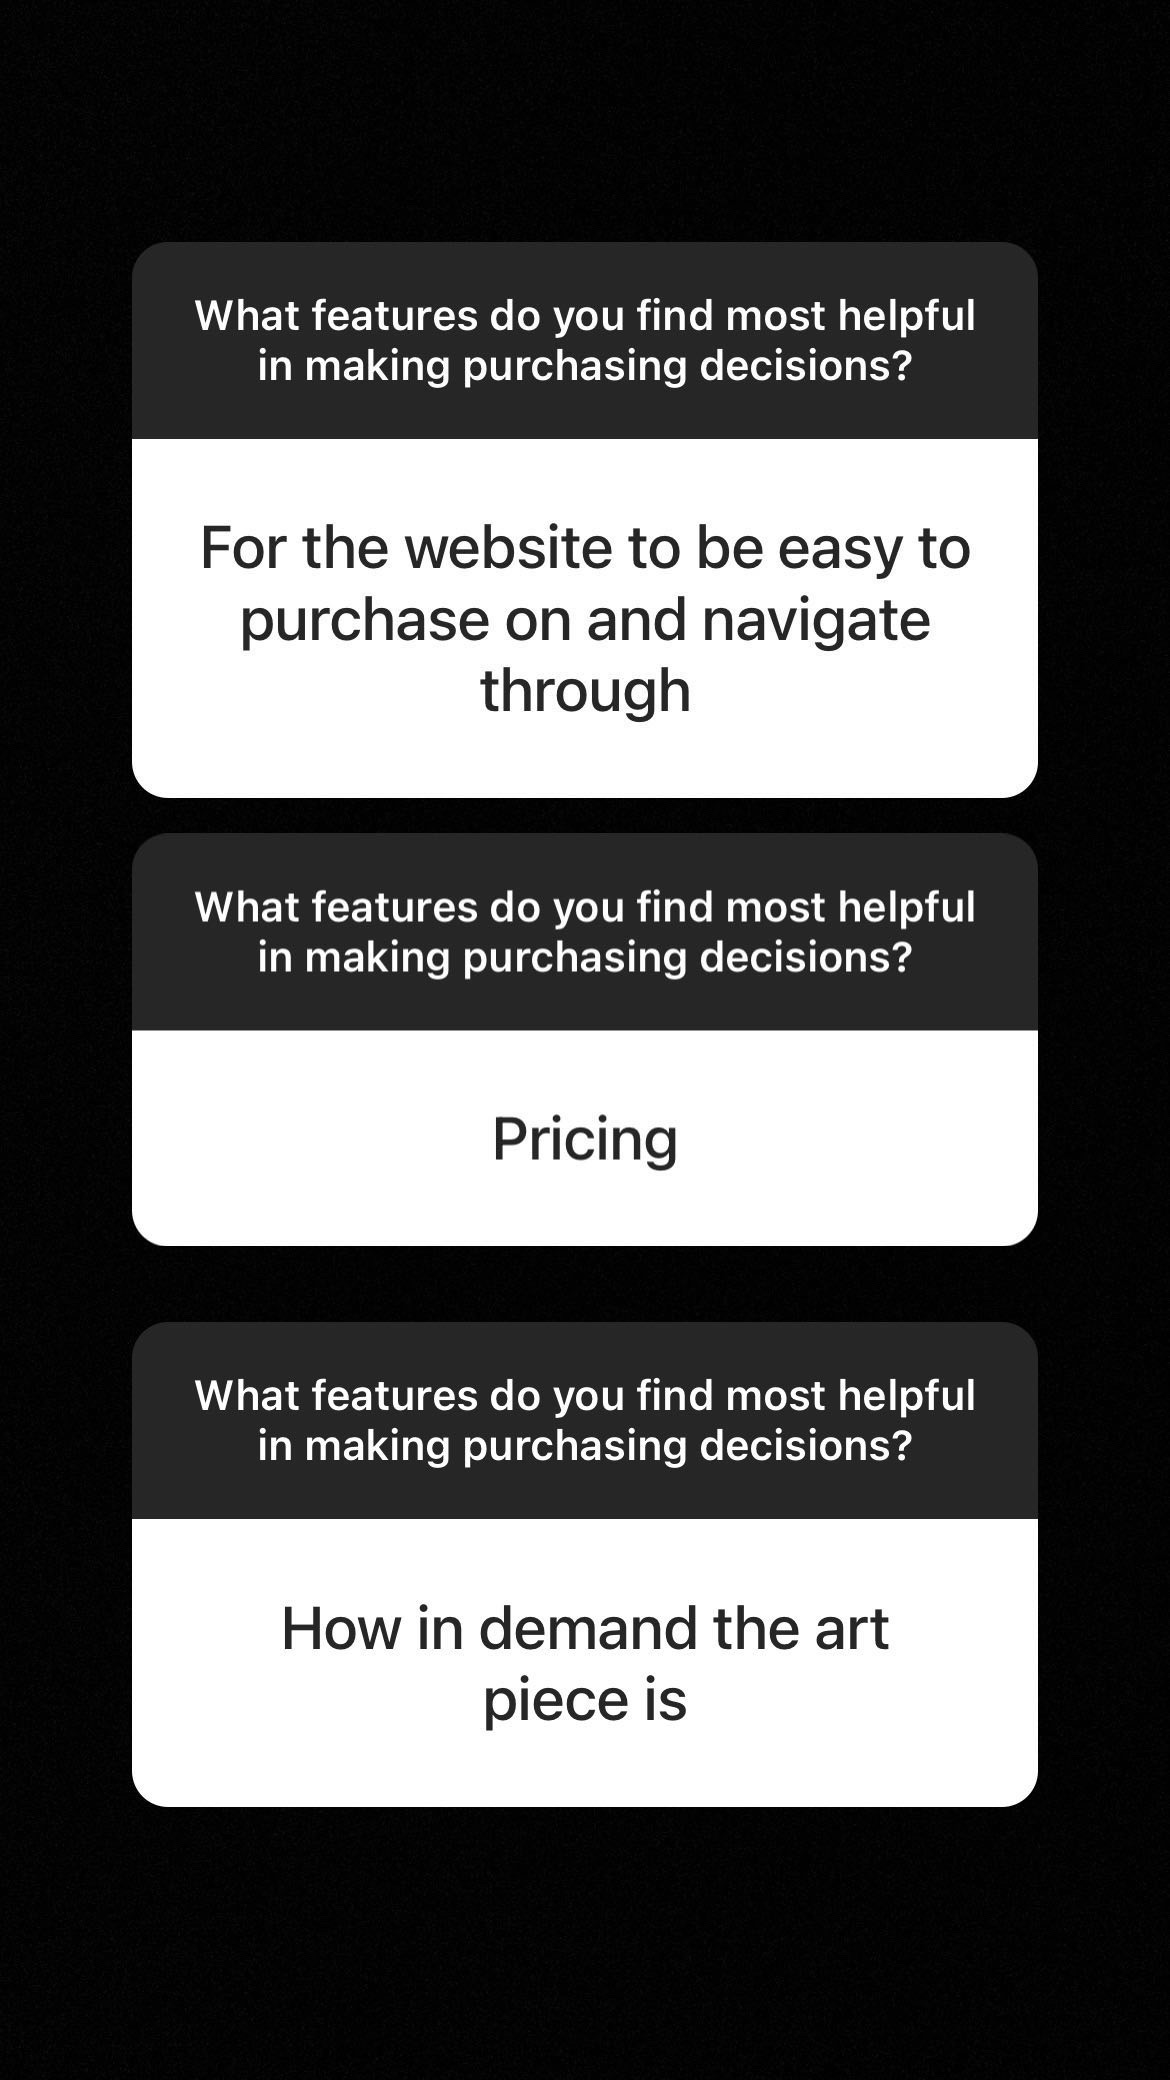 What features do you find most helpful
in making purchasing decisions?
For the website to be easy to
purchase on and navigate
through
What features do you find most helpful
in making purchasing decisions?
Pricing
What features do you find most helpful
in making purchasing decisions?
How in demand the art
piece is